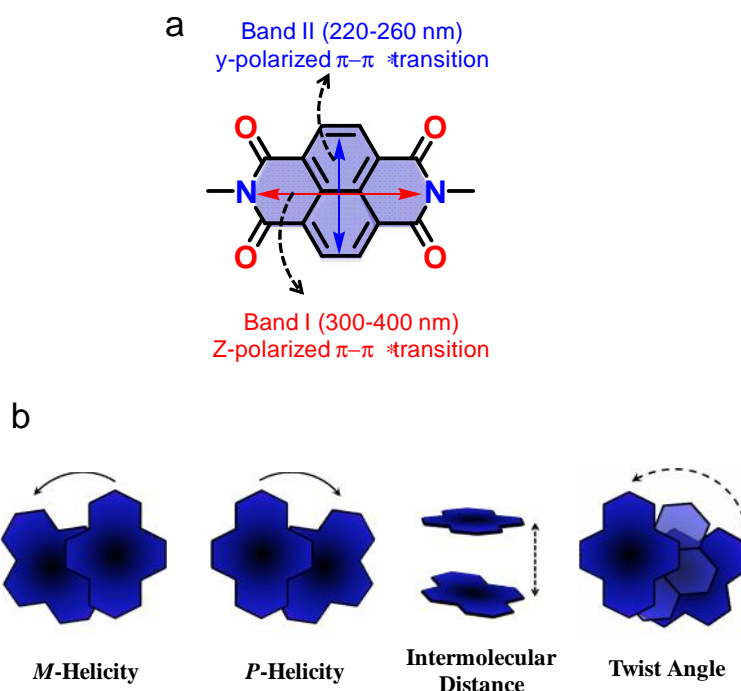 a
Band II (220-260 nm)
y-polarized π–π *transition
O O
N N
O O
Band I (300-400 nm)
Z-polarized π–π *transition
b
M-Helicity
P-Helicity
Intermolecular
Distance
Twist Angle